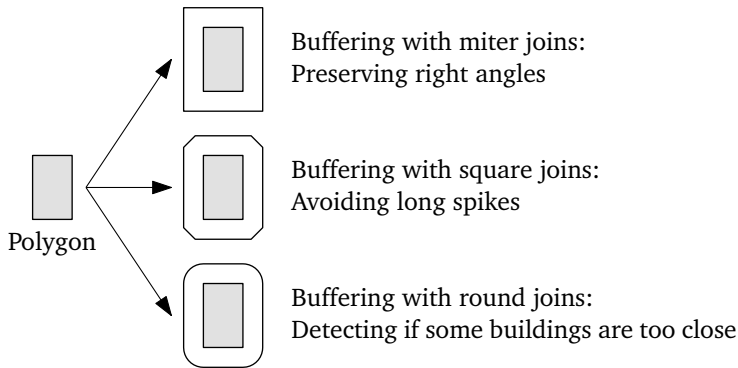 Buffering with miter joins:
Preserving right angles
Buffering with square joins:
Avoiding long spikes
Polygon
Buffering with round joins:
Detecting if some buildings are too close